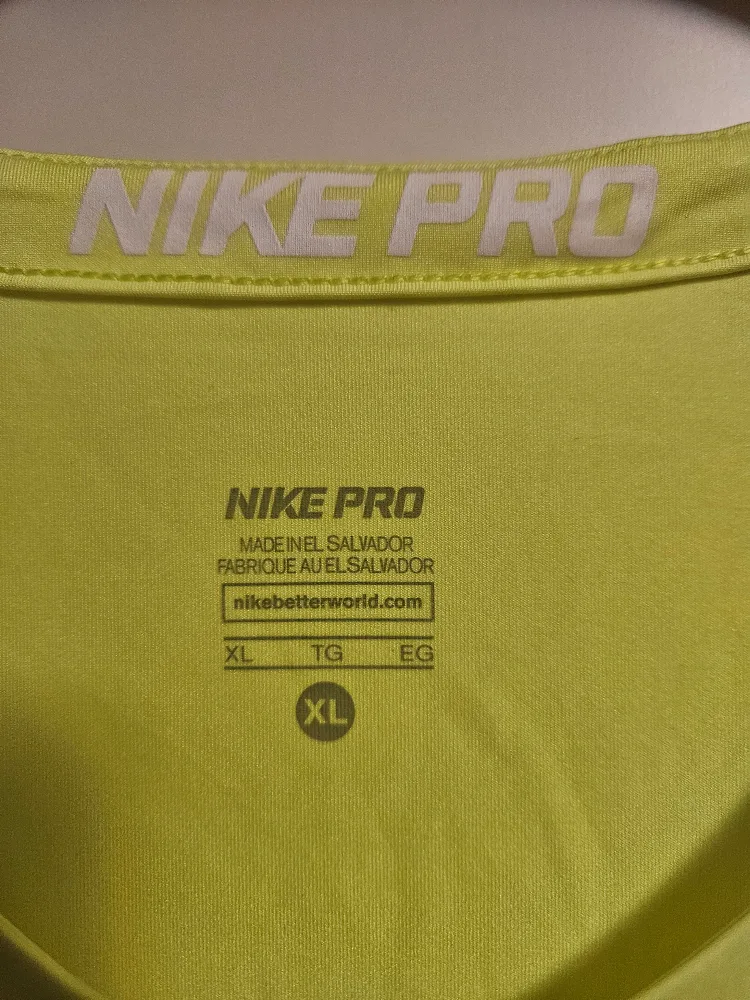 NIKE PRO
NIKE PRO
MADE IN EL SALVADOR
FABRIQUE AU EL SALVADOR
nikebetterworld.com
XL TG EG
XL